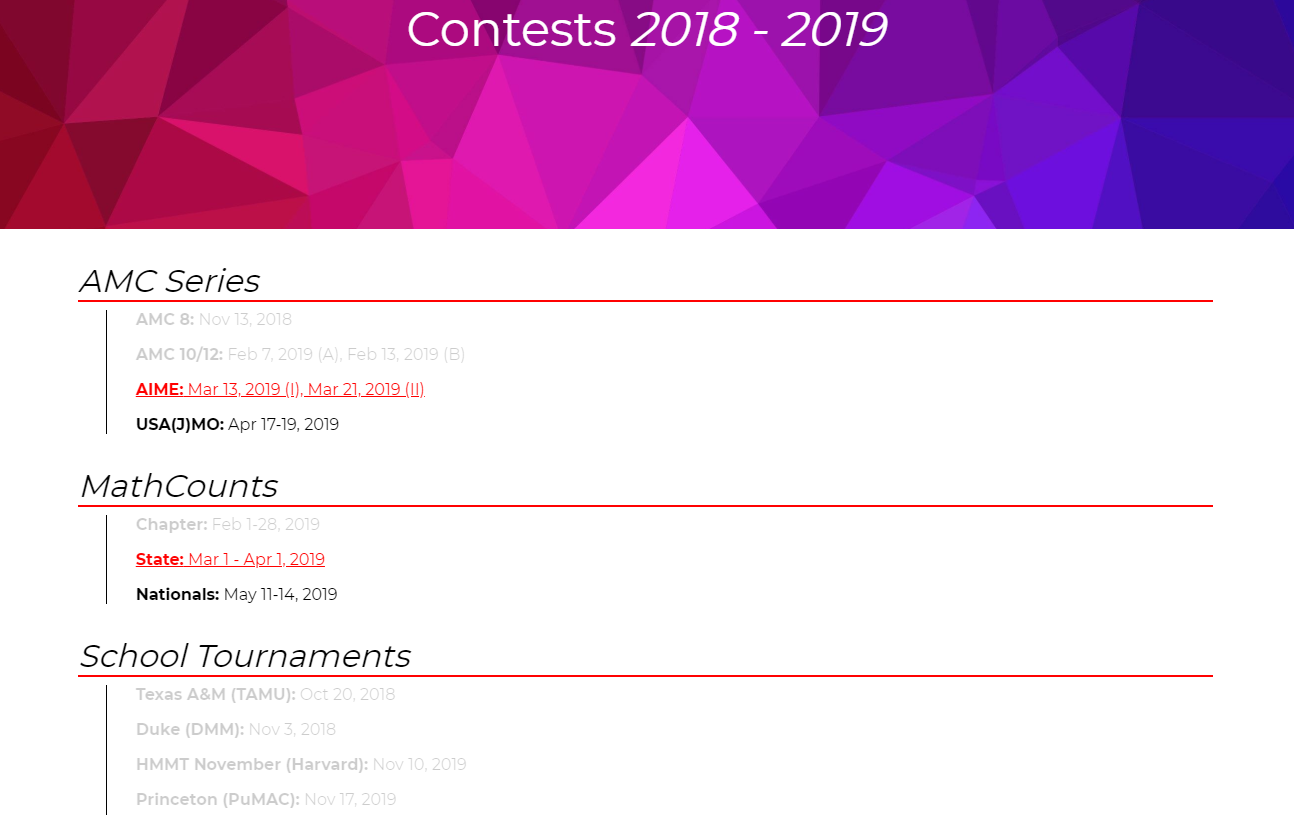 Contests 2018 - 2019
AMC Series
AMC 8: Nov 13, 2018
AMC 10/12: Feb 7, 2019 (A), Feb 13, 2019 (B)
AIME: Mar 13, 2019 (I), Mar 21, 2019 (II)
USA(J)MO: Apr 17-19, 2019
MathCounts
Chapter: Feb 1-28, 2019
State: Mar 1 - Apr 1, 2019
Nationals: May 11-14, 2019
School Tournaments
Texas A&M (TAMU): Oct 20, 2018
Duke (DMM): Nov 3, 2018
HMMT November (Harvard): Nov 10, 2019
Princeton (PuMAC): Nov 17, 2019